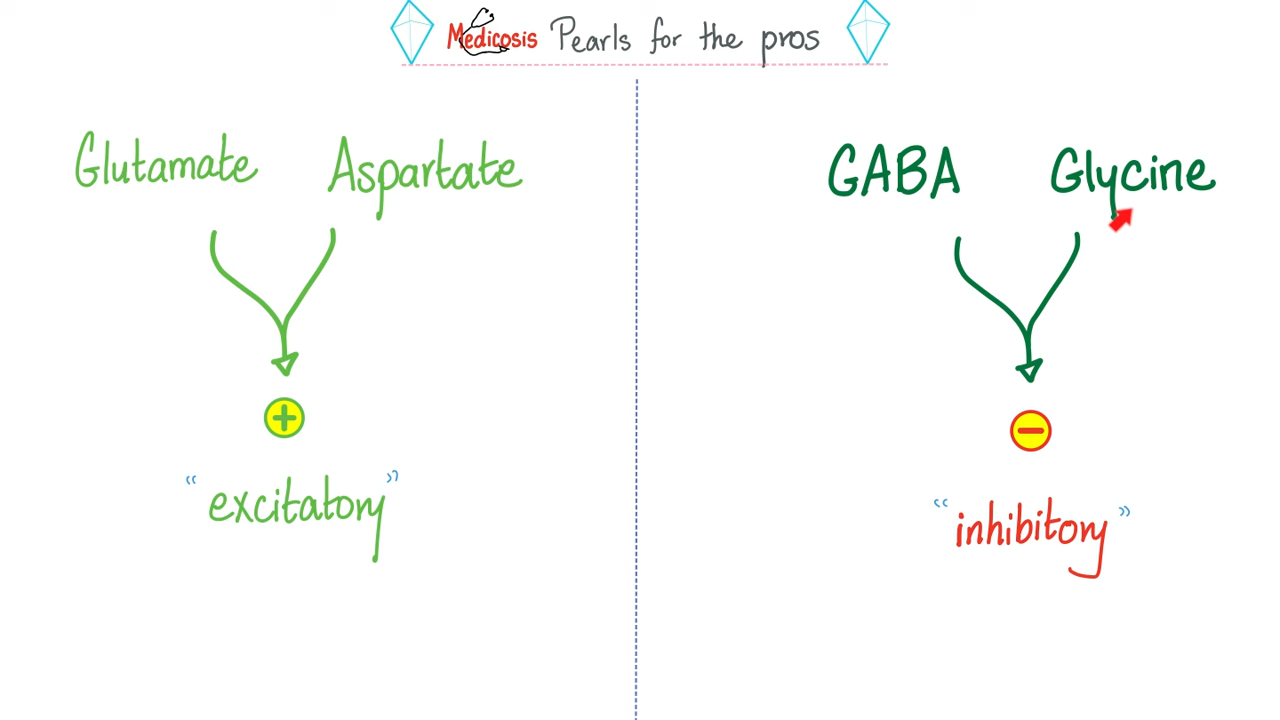 Medicosis Pearls for the pros
Glutamate Aspartate
+
"excitatory"
GABA Glycine
−
"inhibitory"